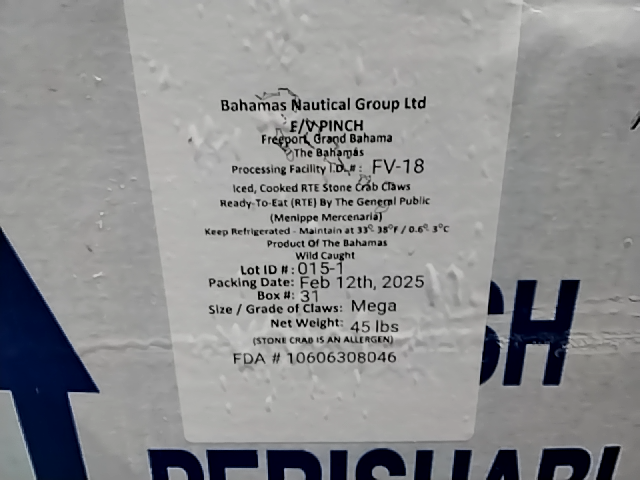 Bahamas Nautical Group Ltd
F/V PINCH
Freeport, Grand Bahama
The Bahamas
Processing Facility I.D.#: FV-18
Iced, Cooked RTE Stone Crab Claws
Ready-To-Eat (RTE) By The General Public
(Menippe Mercenaria)
Keep Refrigerated - Maintain at 33°- 38°F / 0.6°- 3°C
Product Of The Bahamas
Wild Caught
Lot ID #: 015-1
Packing Date: Feb 12th, 2025
Box #: 31
Size / Grade of Claws: Mega
Net Weight: 45 lbs
(STONE CRAB IS AN ALLERGEN)
FDA # 10606308046